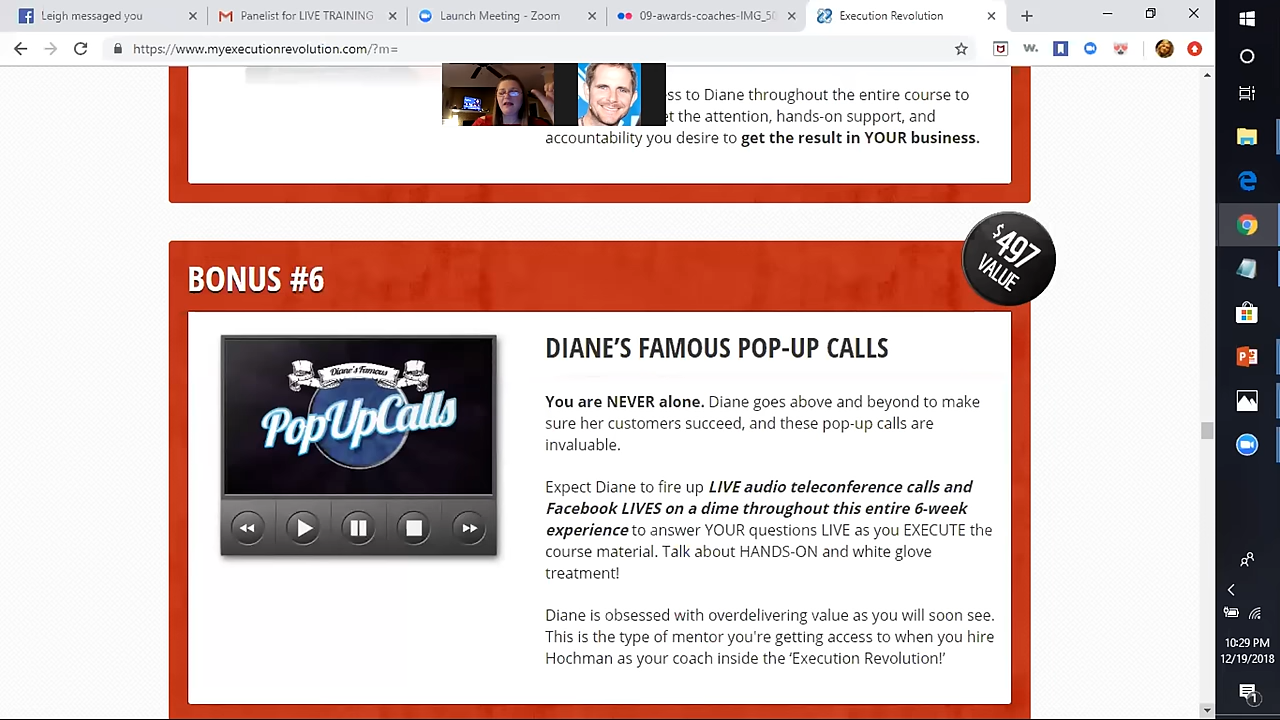 Leigh messaged you
Panelist for LIVE TRAINING
Launch Meeting - Zoom
09-awards-coaches-IMG_50
Execution Revolution
https://www.myexecutionrevolution.com/?m=
w.
ss to Diane throughout the entire course to
et the attention, hands-on support, and
accountability you desire to get the result in YOUR business.
$497
VALUE
BONUS #6
Diane's Famous
PopUpCalls
DIANE’S FAMOUS POP-UP CALLS
You are NEVER alone. Diane goes above and beyond to make
sure her customers succeed, and these pop-up calls are
invaluable.
Expect Diane to fire up LIVE audio teleconference calls and
Facebook LIVES on a dime throughout this entire 6-week
experience to answer YOUR questions LIVE as you EXECUTE the
course material. Talk about HANDS-ON and white glove
treatment!
Diane is obsessed with overdelivering value as you will soon see.
This is the type of mentor you're getting access to when you hire
Hochman as your coach inside the ‘Execution Revolution!’
10:29 PM
12/19/2018
1